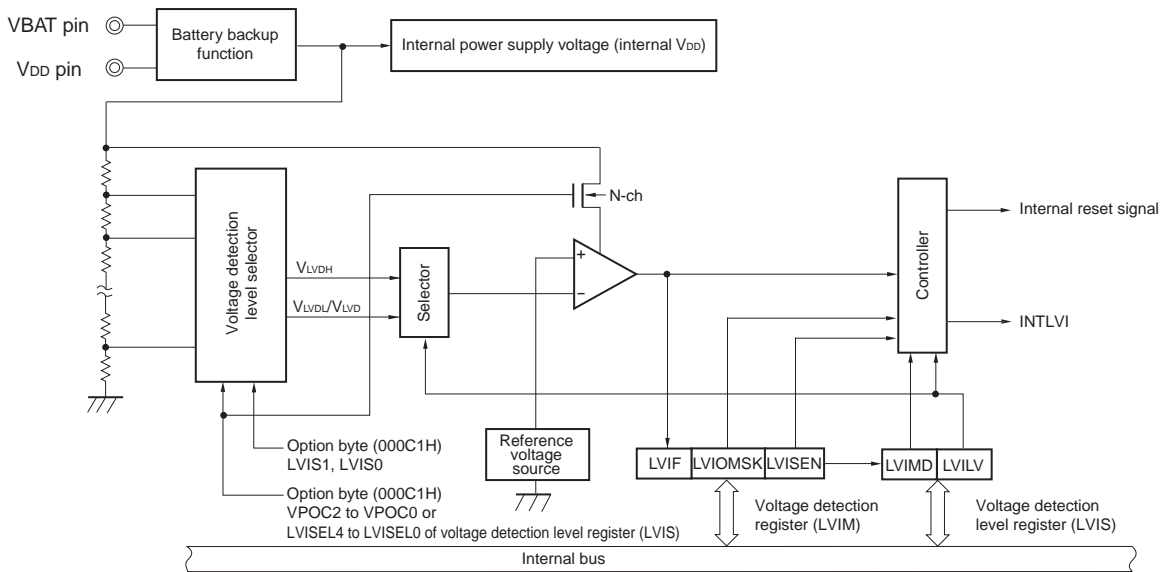 VBAT pin
VDD pin
Battery backup
function
Internal power supply voltage (internal VDD)
N-ch
Voltage detection
level selector
VLVDH
VLVDL/VLVD
Selector
+
−
Controller
Internal reset signal
INTLVI
Option byte (000C1H)
LVIS1, LVIS0
Option byte (000C1H)
VPOC2 to VPOC0 or
LVISEL4 to LVISEL0 of voltage detection level register (LVIS)
Reference
voltage
source
LVIF
LVIOMSK
LVISEN
LVIMD
LVILV
Voltage detection
register (LVIM)
Voltage detection
level register (LVIS)
Internal bus